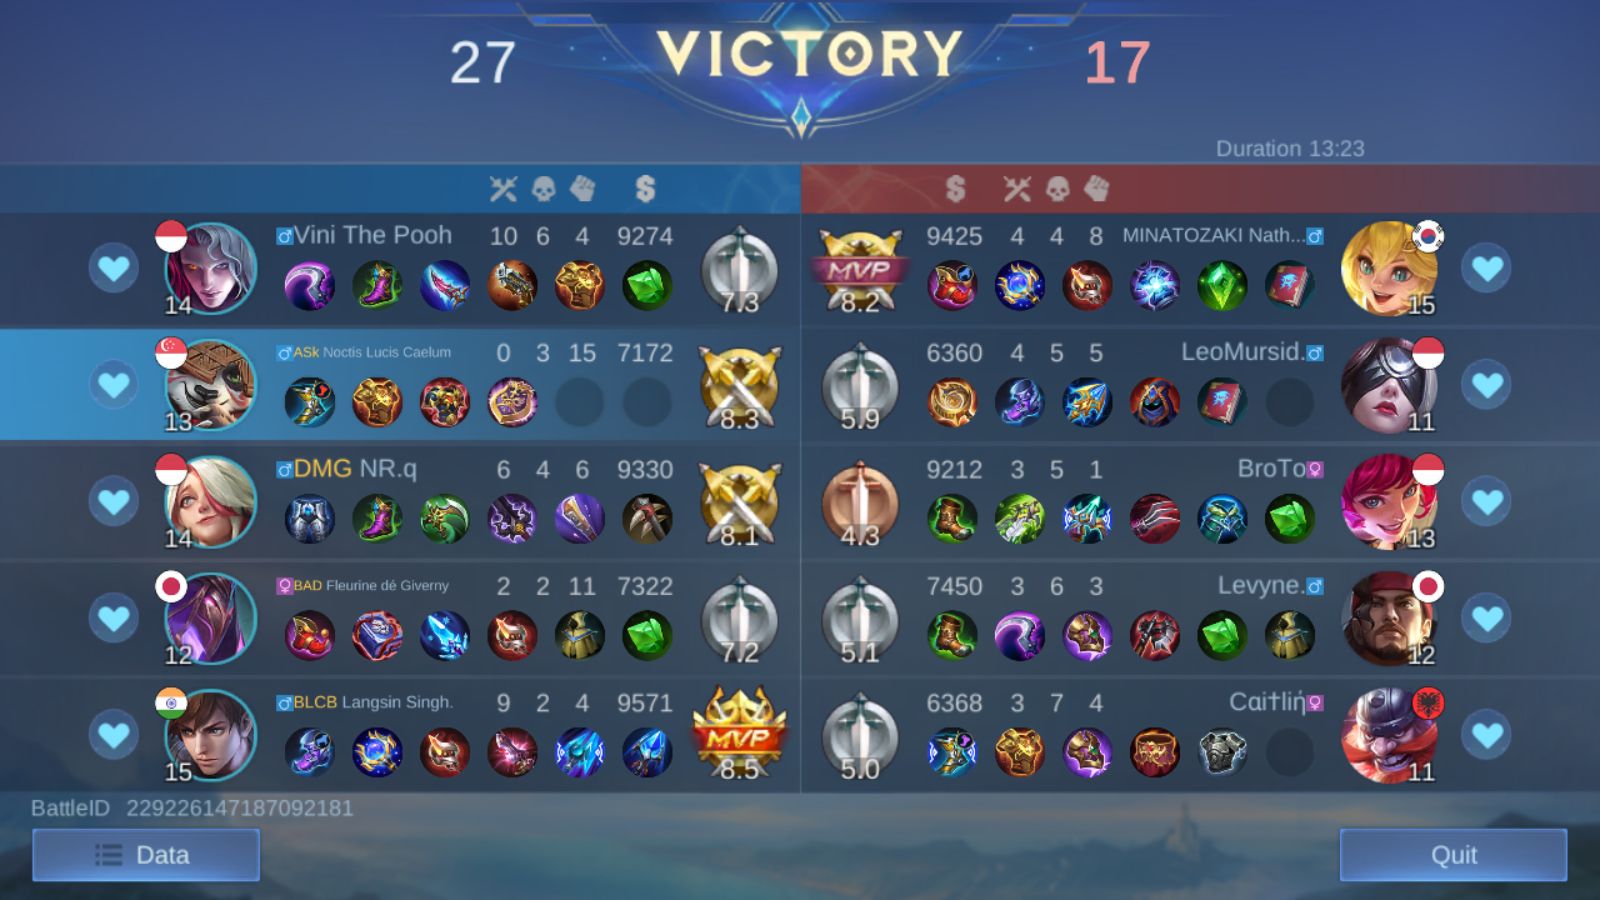 27 VICTORY 17
Duration 13:23
Vini The Pooh 10 6 4 9274
14 7.3
MVP 9425 4 4 8 MINATOZAKI Nath...
8.2 15
ASk Noctis Lucis Caelum 0 3 15 7172
13 8.3
6360 4 5 5 LeoMursid.
5.9 11
DMG NR.q 6 4 6 9330
14 8.1
9212 3 5 1 BroTo
4.3 13
BAD Fleurine dé Giverny 2 2 11 7322
12 7.2
7450 3 6 3 Levyne.
5.1 12
BLCB Langsin Singh. 9 2 4 9571
MVP
15 8.5
6368 3 7 4 Cαi†liή
5.0 11
BattleID 229226147187092181
Data
Quit